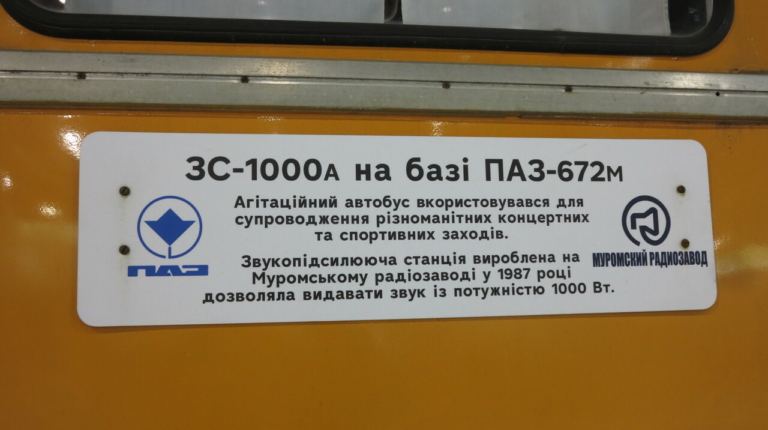 ЗС-1000А на базі ПАЗ-672м
Агітаційний автобус вкористовувався для
супроводження різноманітних концертних
та спортивних заходів.
Звукопідсилююча станція вироблена на
Муромському радіозаводі у 1987 році
дозволяла видавати звук із потужністю 1000 Вт.
ПАЗ
МУРОМСКИЙ РАДИОЗАВОД